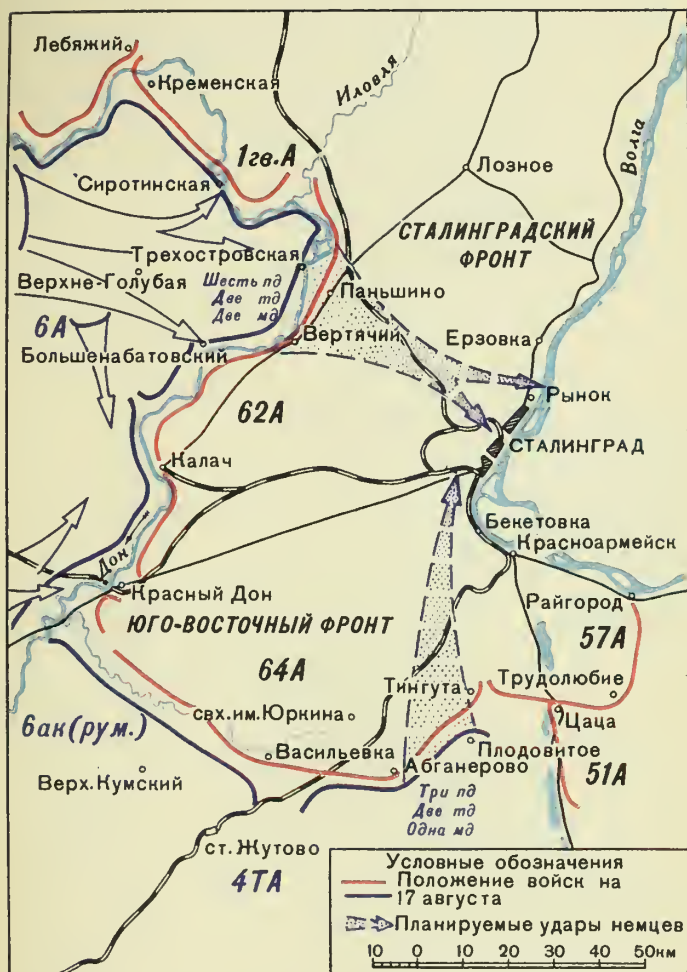 Лебяжий
Кременская
Иловля
Волга
1гв.А
Лозное
Сиротинская
СТАЛИНГРАДСКИЙ
ФРОНТ
Трехостровская
Верхне-Голубая
Шесть пд
Две тд
Две мд
Паньшино
6А
Большенабатовский
Вертячий
Ерзовка
Рынок
62А
СТАЛИНГРАД
Калач
Бекетовка
Красноармейск
Дон
Красный Дон
Райгород
ЮГО-ВОСТОЧНЫЙ ФРОНТ
57А
64А
Тингута
Трудолюбие
свх.им.Юркина
Цаца
6ак(рум.)
Васильевка
Плодовитое
Абганерово
51А
Верх.Кумский
Три пд
Две тд
Одна мд
ст.Жутово
4ТА
Условные обозначения
Положение войск на
17 августа
Планируемые удары немцев
10 0 10 20 30 40 50км